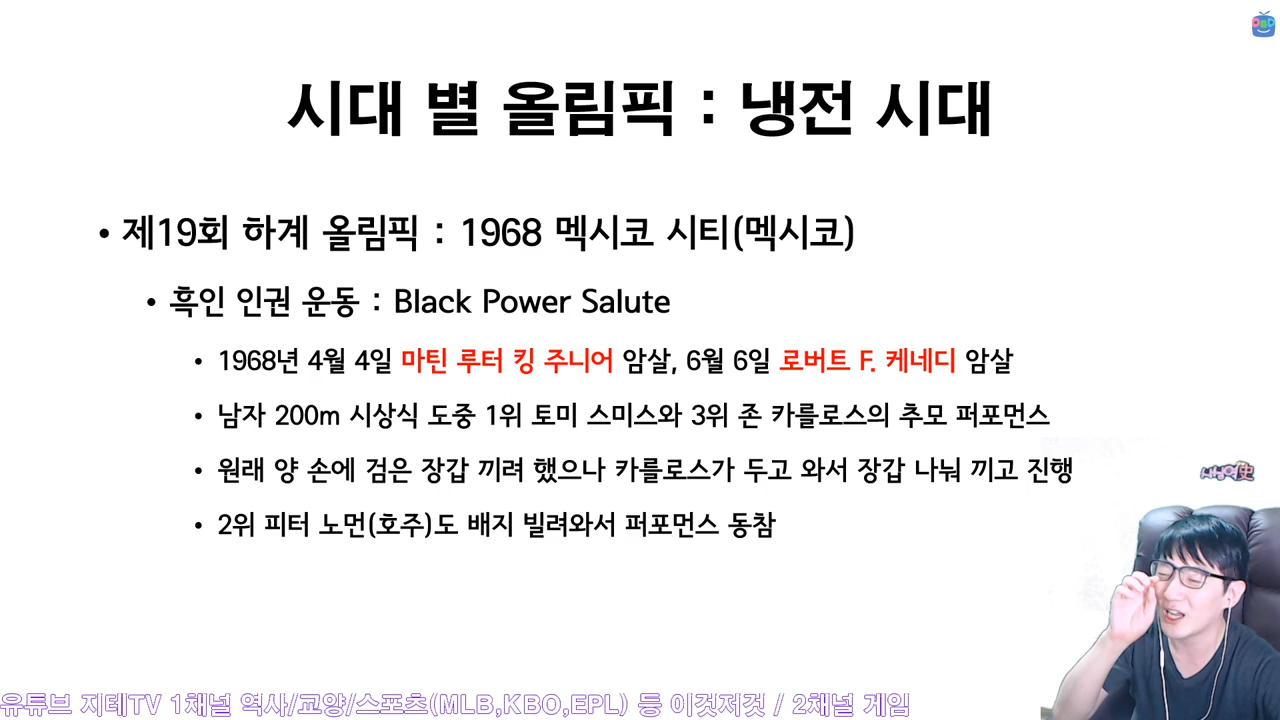 시대 별 올림픽 : 냉전 시대
• 제19회 하계 올림픽 : 1968 멕시코 시티(멕시코)
• 흑인 인권 운동 : Black Power Salute
• 1968년 4월 4일 마틴 루터 킹 주니어 암살, 6월 6일 로버트 F. 케네디 암살
• 남자 200m 시상식 도중 1위 토미 스미스와 3위 존 카를로스의 추모 퍼포먼스
• 원래 양 손에 검은 장갑 끼려 했으나 카를로스가 두고 와서 장갑 나눠 끼고 진행
• 2위 피터 노먼(호주)도 배지 빌려와서 퍼포먼스 동참
유튜브 지테TV 1채널 역사/교양/스포츠(MLB,KBO,EPL) 등 이것저것 / 2채널 게임